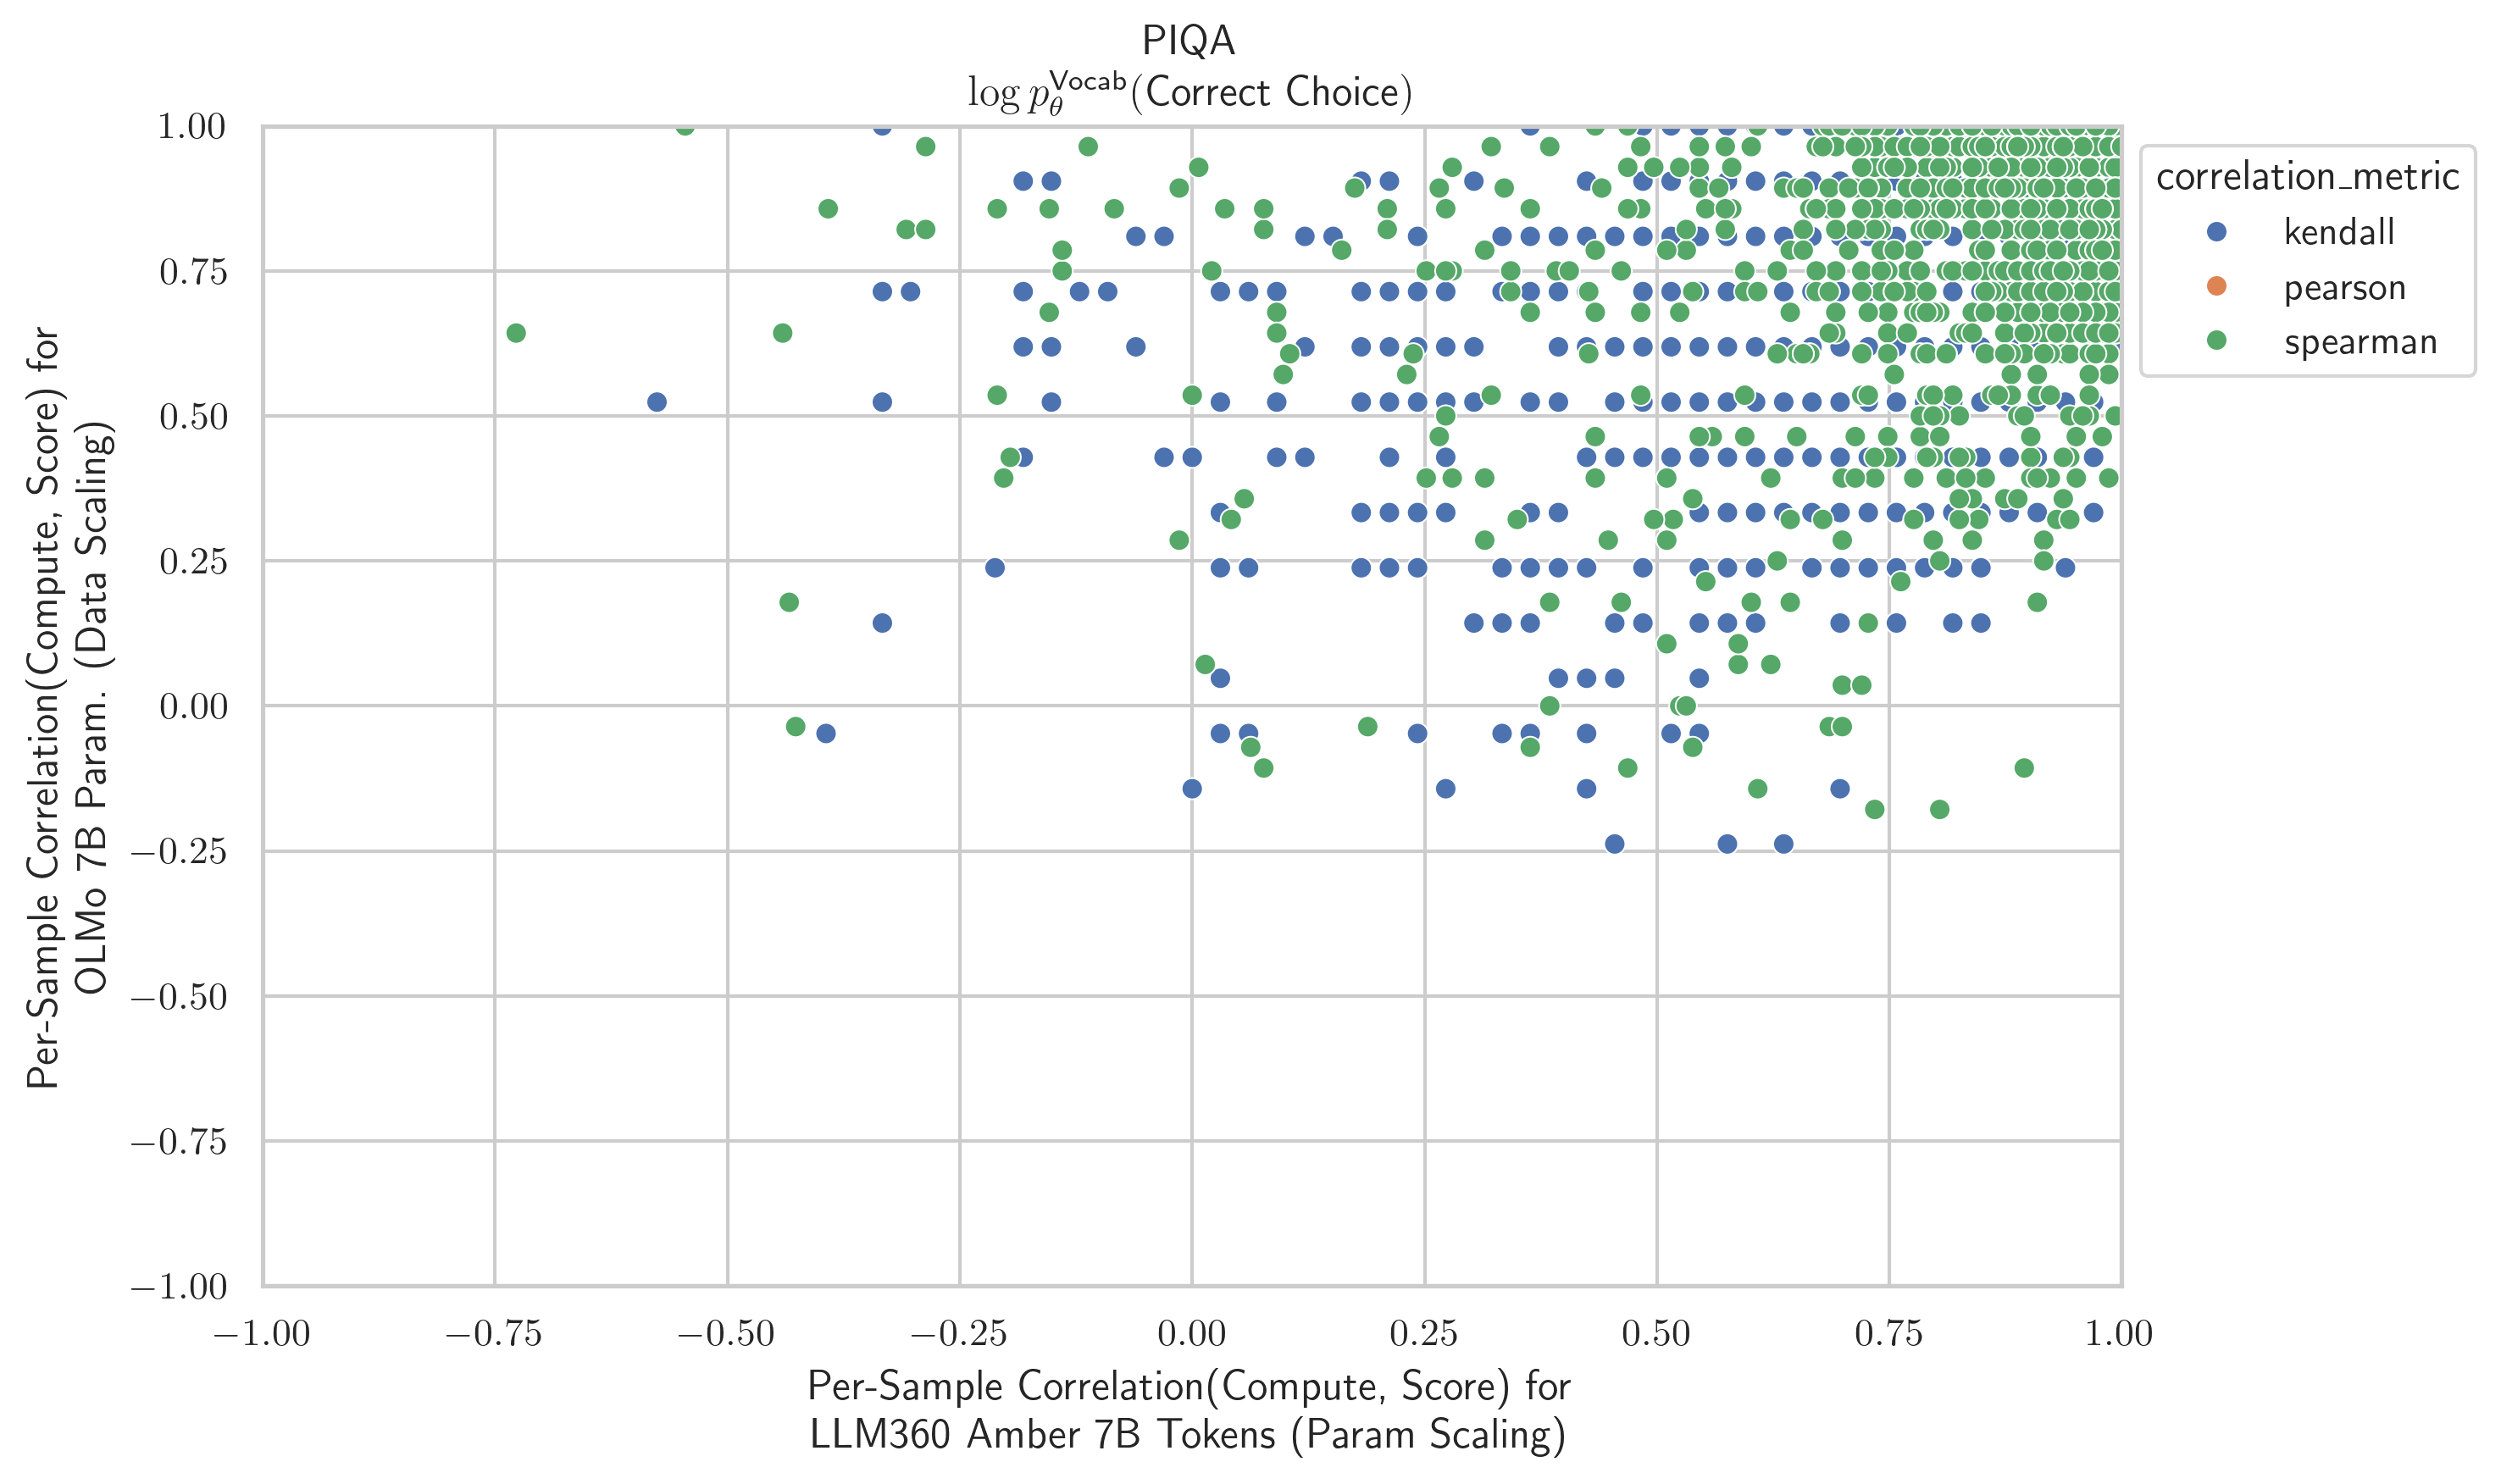 PIQA
log p_θ^Vocab(Correct Choice)
1.00
0.75
0.50
0.25
0.00
−0.25
−0.50
−0.75
−1.00
Per-Sample Correlation(Compute, Score) for
OLMo 7B Param. (Data Scaling)
−1.00 −0.75 −0.50 −0.25 0.00 0.25 0.50 0.75 1.00
Per-Sample Correlation(Compute, Score) for
LLM360 Amber 7B Tokens (Param Scaling)
correlation_metric
kendall
pearson
spearman